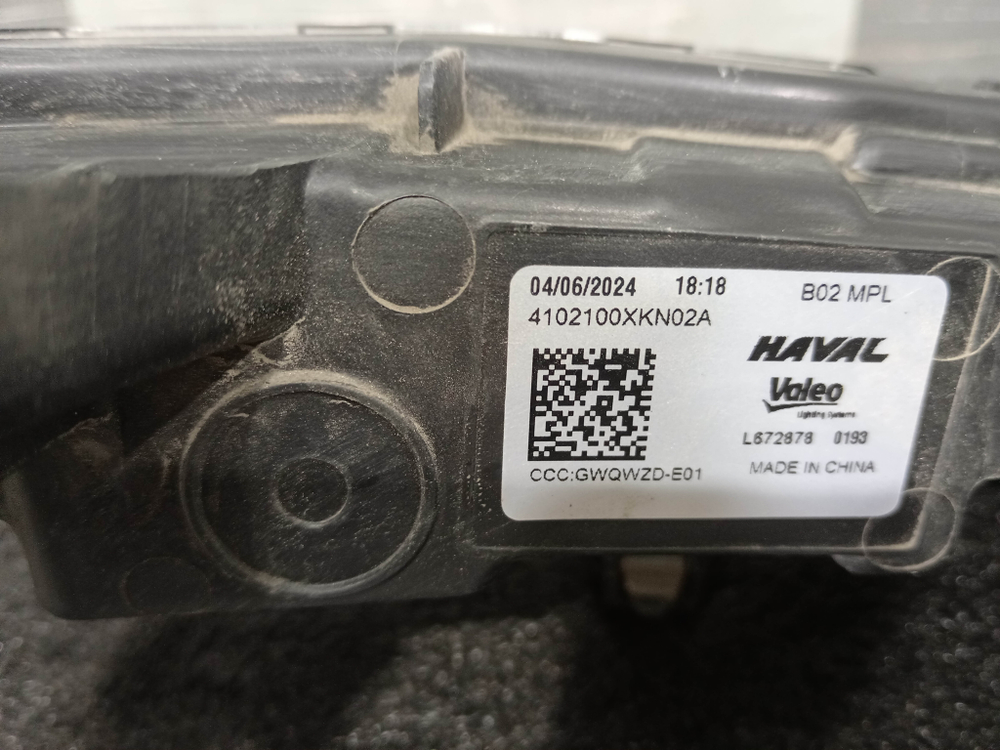 04/06/2024 18:18 B02 MPL
4102100XKN02A
HAVAL
Valeo
Lighting Systems
L672878 0193
CCC:GWQWZD-E01
MADE IN CHINA